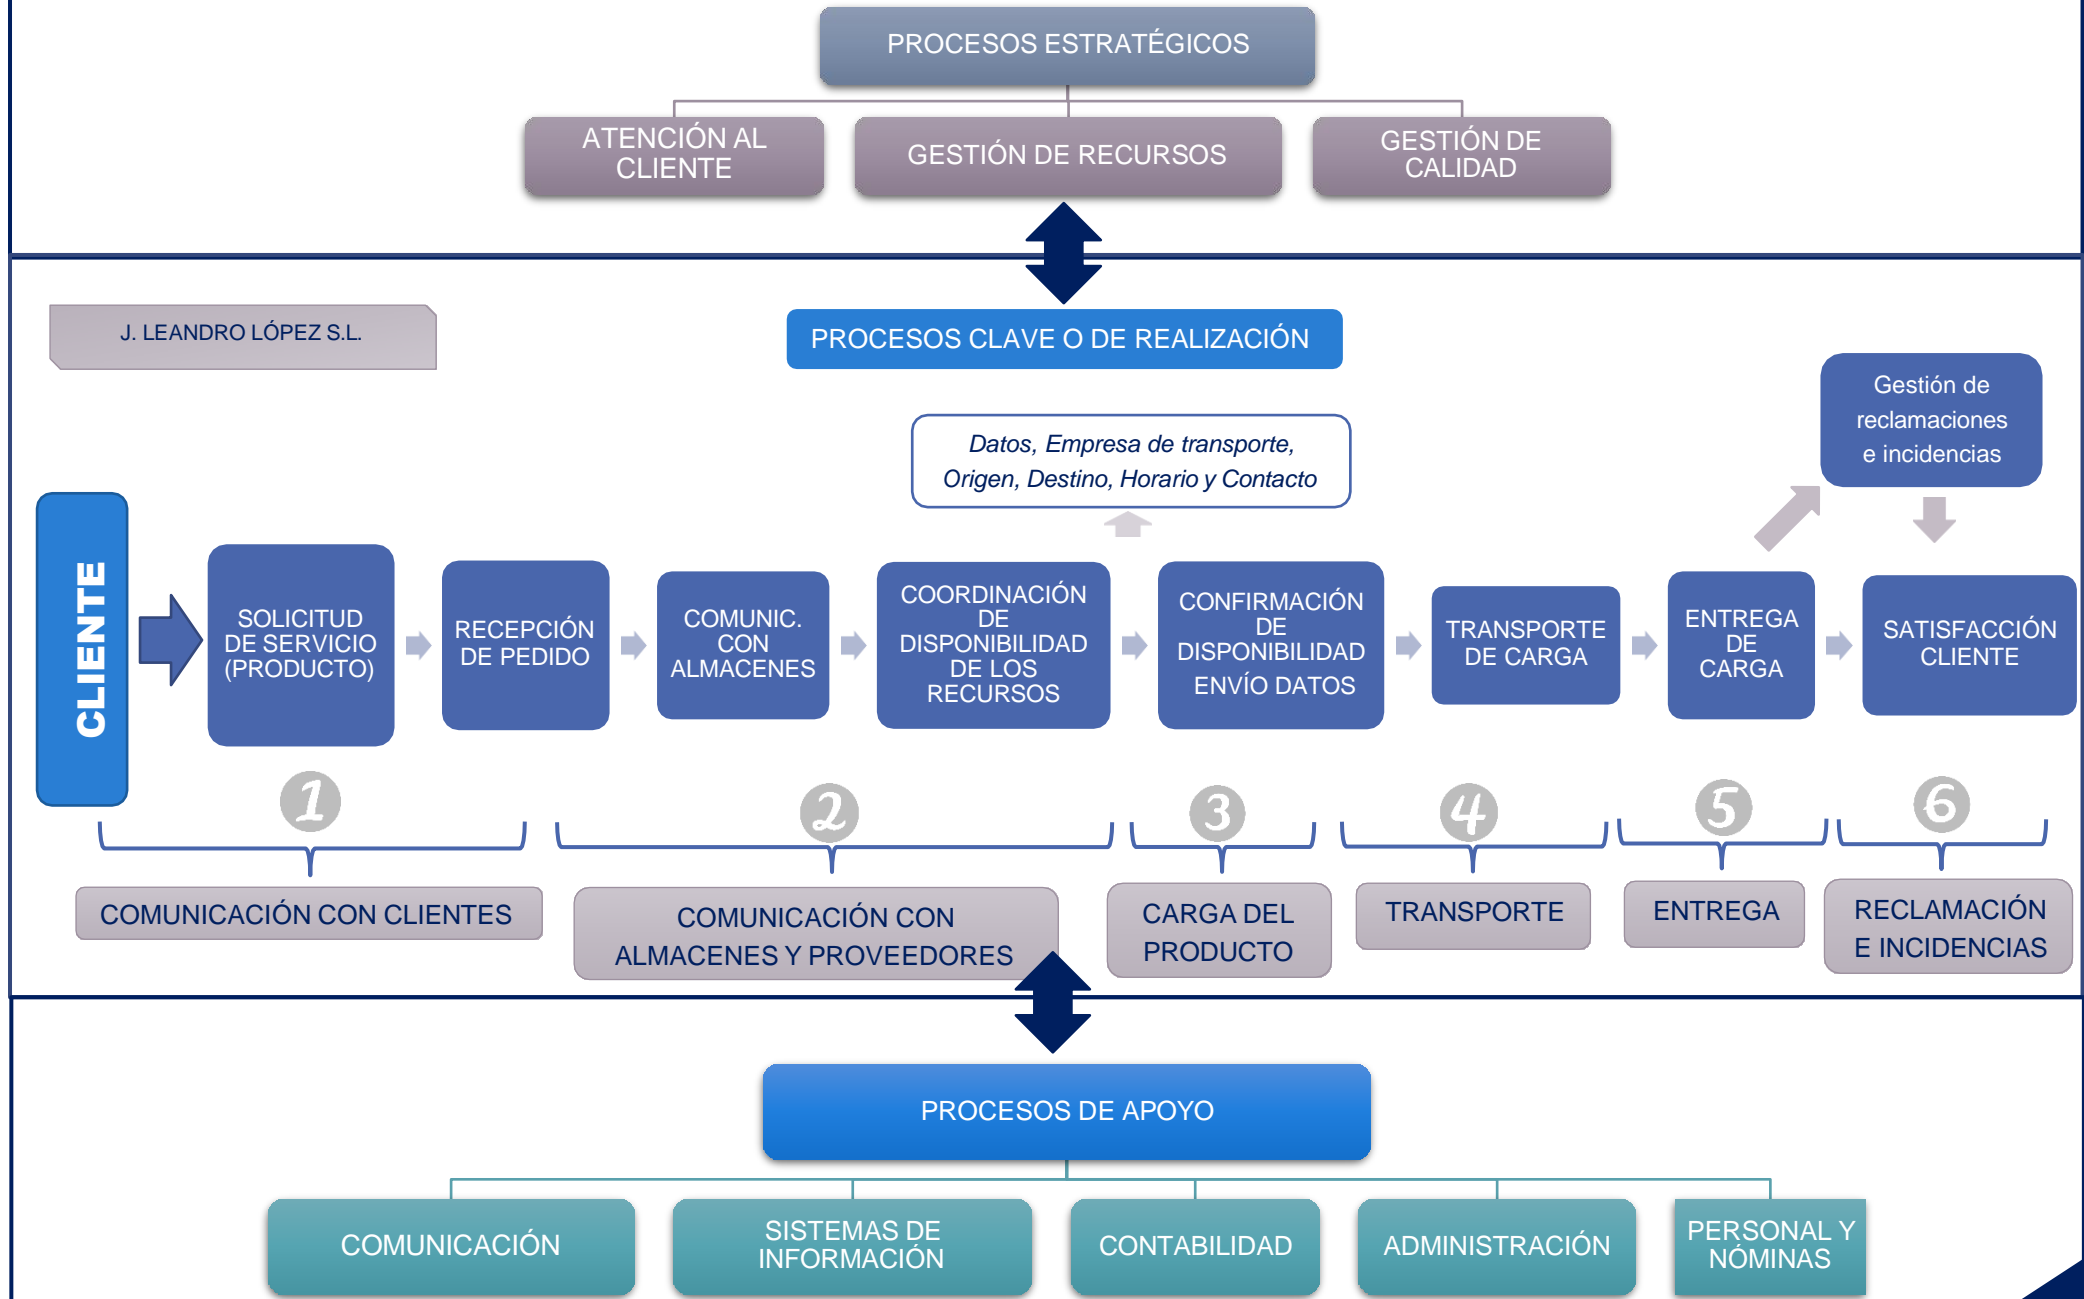 PROCESOS ESTRATÉGICOS
ATENCIÓN AL
CLIENTE
GESTIÓN DE RECURSOS
GESTIÓN DE
CALIDAD
J. LEANDRO LÓPEZ S.L.
PROCESOS CLAVE O DE REALIZACIÓN
Gestión de
reclamaciones
e incidencias
Datos, Empresa de transporte,
Origen, Destino, Horario y Contacto
CLIENTE
SOLICITUD
DE SERVICIO
(PRODUCTO)
RECEPCIÓN
DE PEDIDO
COMUNIC.
CON
ALMACENES
COORDINACIÓN
DE
DISPONIBILIDAD
DE LOS
RECURSOS
CONFIRMACIÓN
DE
DISPONIBILIDAD
ENVÍO DATOS
TRANSPORTE
DE CARGA
ENTREGA
DE
CARGA
SATISFACCIÓN
CLIENTE
1
2
3
4
5
6
COMUNICACIÓN CON CLIENTES
COMUNICACIÓN CON
ALMACENES Y PROVEEDORES
CARGA DEL
PRODUCTO
TRANSPORTE
ENTREGA
RECLAMACIÓN
E INCIDENCIAS
PROCESOS DE APOYO
COMUNICACIÓN
SISTEMAS DE
INFORMACIÓN
CONTABILIDAD
ADMINISTRACIÓN
PERSONAL Y
NÓMINAS